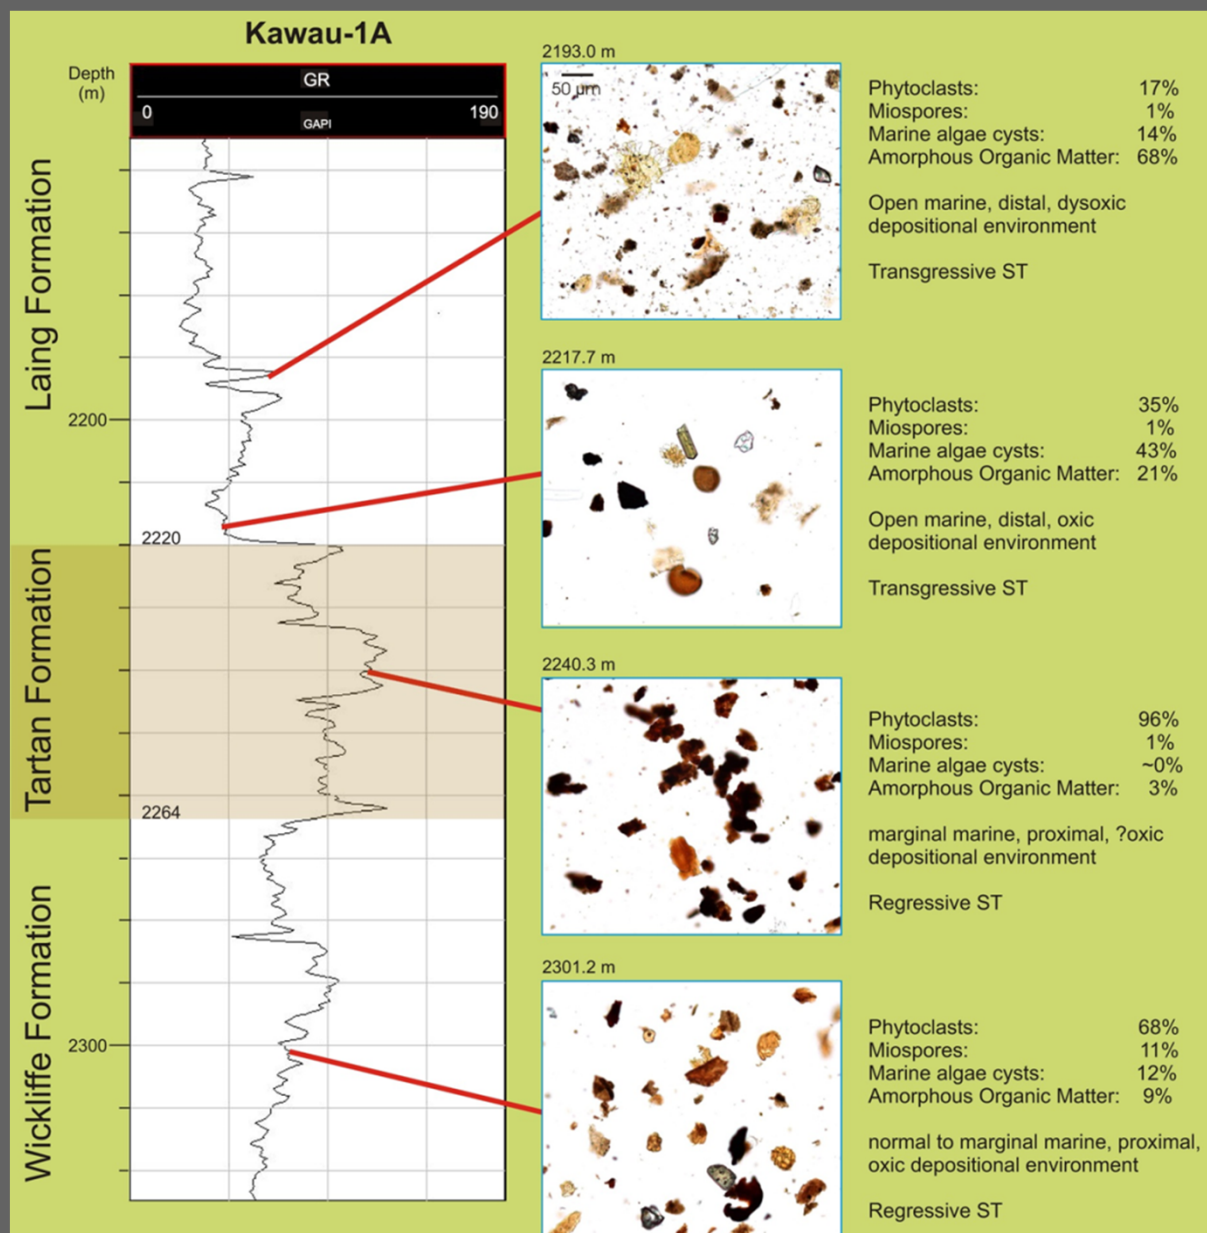 Kawau-1A
Depth
(m)
GR
0 190
GAPI
Laing Formation
2200
2220
Tartan Formation
2264
Wickliffe Formation
2300
2193.0 m
50 µm
Phytoclasts: 17%
Miospores: 1%
Marine algae cysts: 14%
Amorphous Organic Matter: 68%
Open marine, distal, dysoxic
depositional environment
Transgressive ST
2217.7 m
Phytoclasts: 35%
Miospores: 1%
Marine algae cysts: 43%
Amorphous Organic Matter: 21%
Open marine, distal, oxic
depositional environment
Transgressive ST
2240.3 m
Phytoclasts: 96%
Miospores: 1%
Marine algae cysts: ~0%
Amorphous Organic Matter: 3%
marginal marine, proximal, ?oxic
depositional environment
Regressive ST
2301.2 m
Phytoclasts: 68%
Miospores: 11%
Marine algae cysts: 12%
Amorphous Organic Matter: 9%
normal to marginal marine, proximal,
oxic depositional environment
Regressive ST